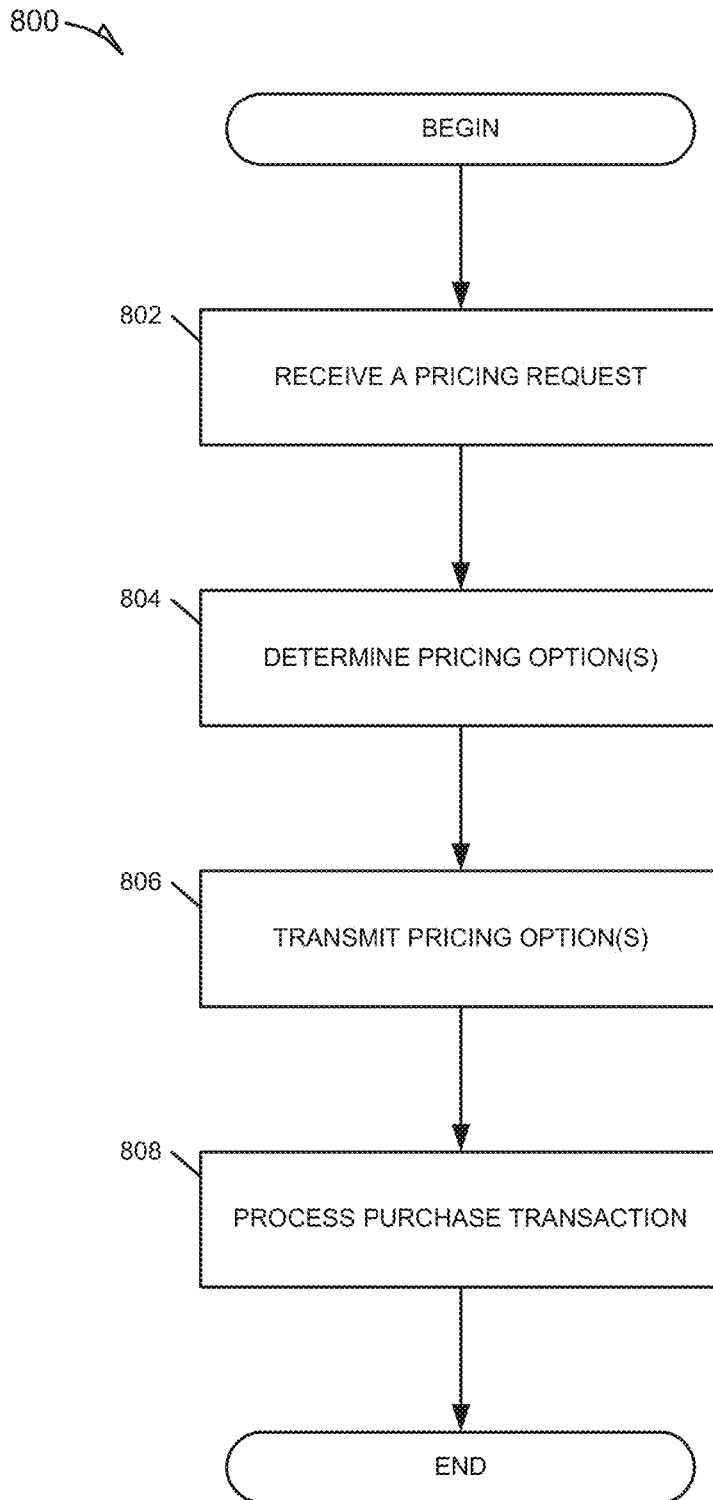 800
BEGIN
802
RECEIVE A PRICING REQUEST
804
DETERMINE PRICING OPTION(S)
806
TRANSMIT PRICING OPTION(S)
808
PROCESS PURCHASE TRANSACTION
END